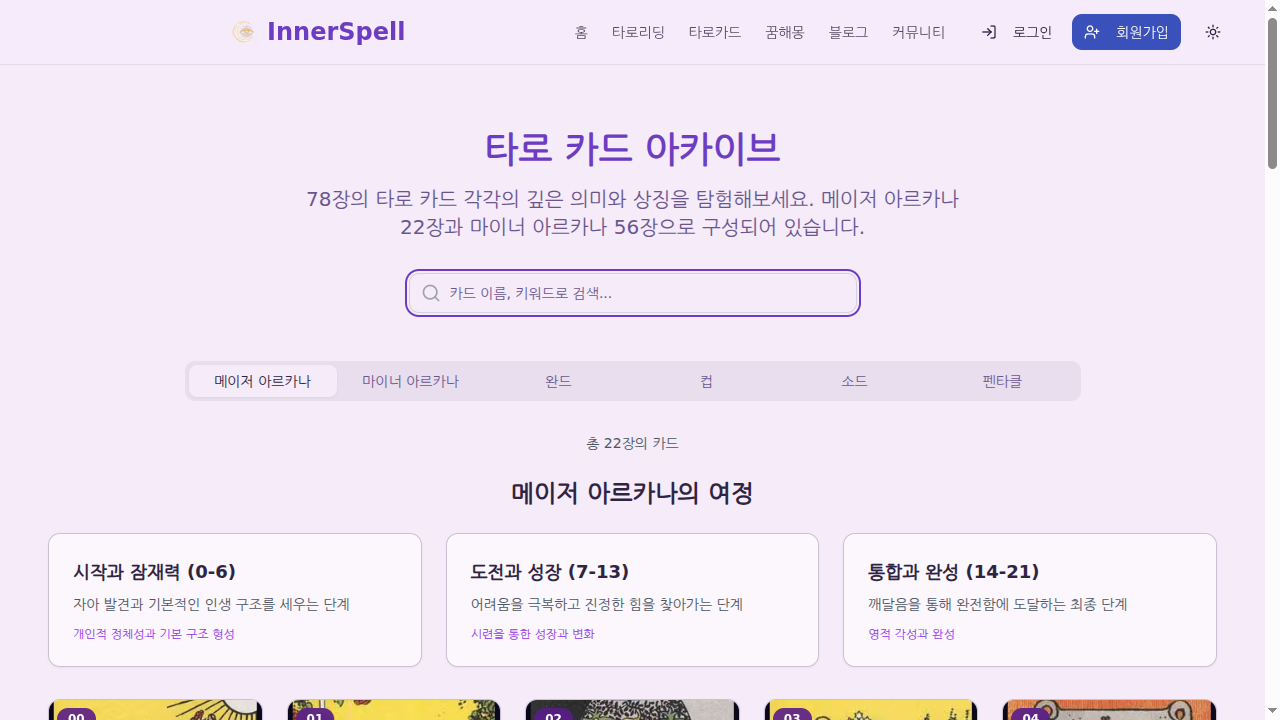 InnerSpell
홈
타로리딩
타로카드
꿈해몽
블로그
커뮤니티
로그인
회원가입
타로 카드 아카이브
78장의 타로 카드 각각의 깊은 의미와 상징을 탐험해보세요. 메이저 아르카나
22장과 마이너 아르카나 56장으로 구성되어 있습니다.
카드 이름, 키워드로 검색...
메이저 아르카나
마이너 아르카나
완드
컵
소드
펜타클
총 22장의 카드
메이저 아르카나의 여정
시작과 잠재력 (0-6)
자아 발견과 기본적인 인생 구조를 세우는 단계
개인적 정체성과 기본 구조 형성
도전과 성장 (7-13)
어려움을 극복하고 진정한 힘을 찾아가는 단계
시련을 통한 성장과 변화
통합과 완성 (14-21)
깨달음을 통해 완전함에 도달하는 최종 단계
영적 각성과 완성
00
01
02
03
04